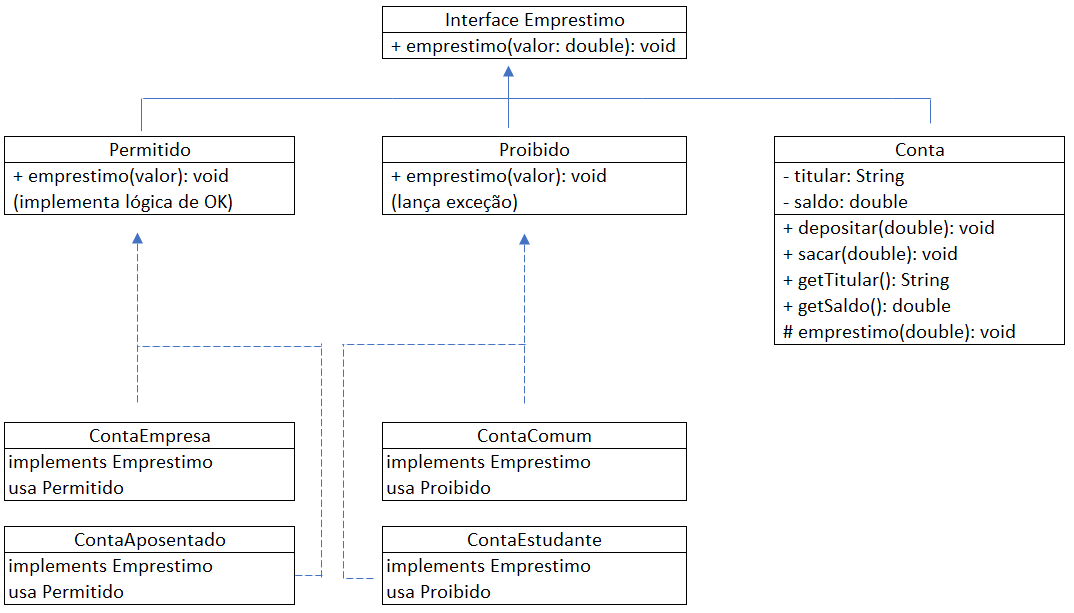 Interface Emprestimo
+ emprestimo(valor: double): void
Permitido
+ emprestimo(valor): void
(implementa lógica de OK)
Proibido
+ emprestimo(valor): void
(lança exceção)
Conta
- titular: String
- saldo: double
+ depositar(double): void
+ sacar(double): void
+ getTitular(): String
+ getSaldo(): double
# emprestimo(double): void
ContaEmpresa
implements Emprestimo
usa Permitido
ContaComum
implements Emprestimo
usa Proibido
ContaAposentado
implements Emprestimo
usa Permitido
ContaEstudante
implements Emprestimo
usa Proibido